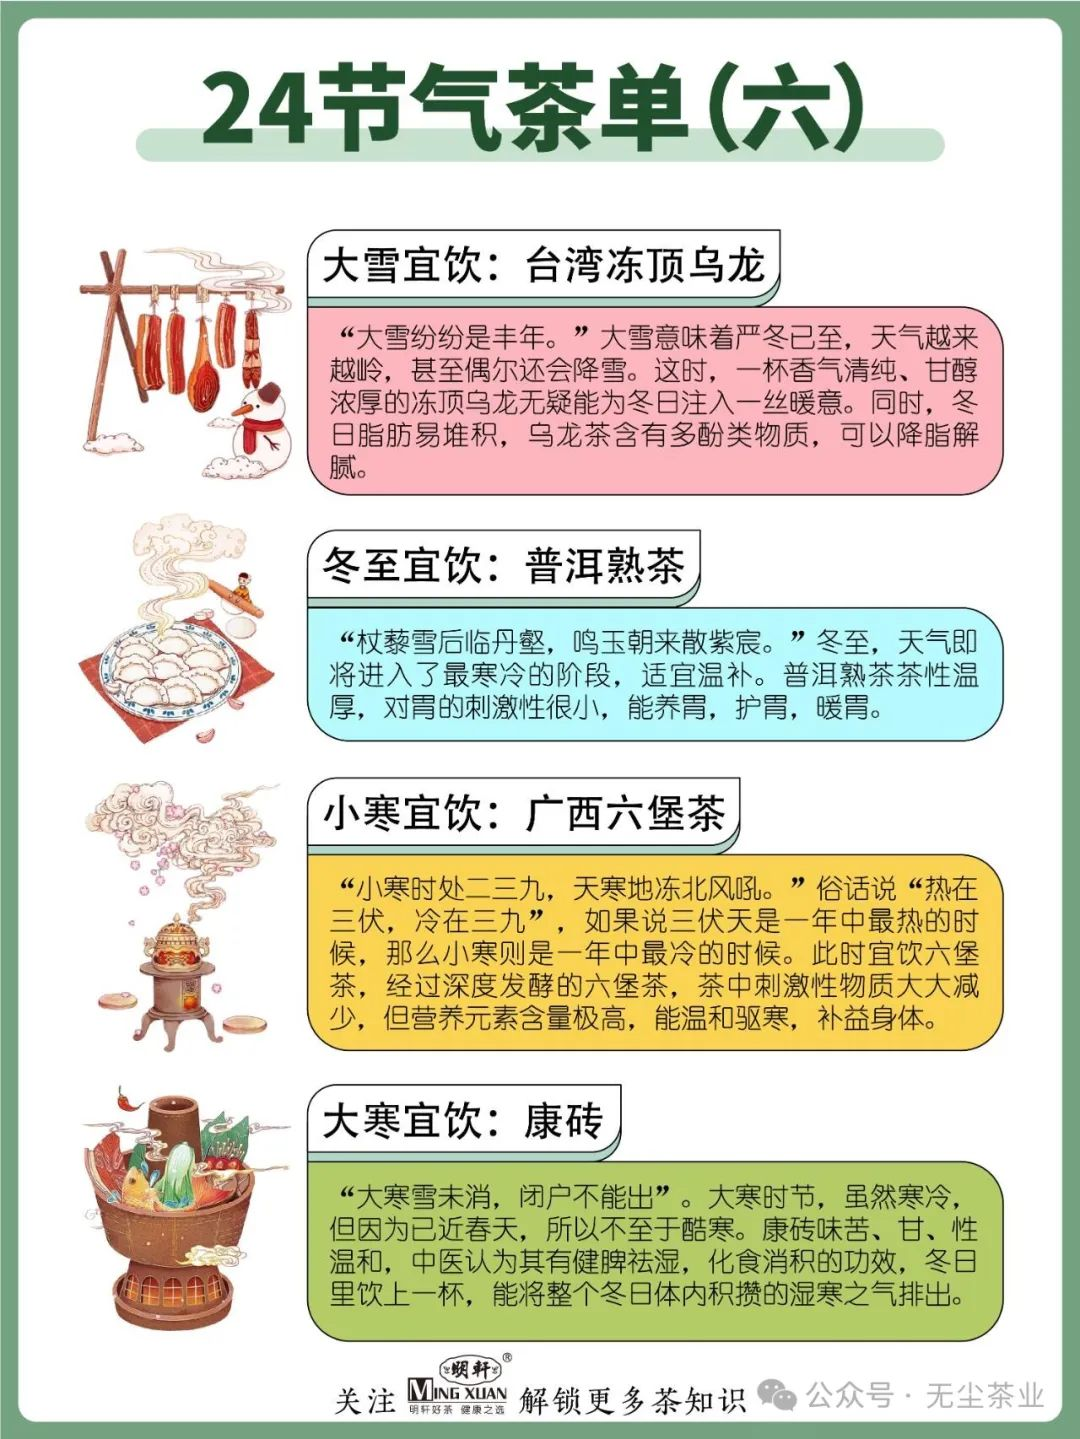 24节气茶单(六)
大雪宜饮：台湾冻顶乌龙
“大雪纷纷是丰年。”大雪意味着严冬已至，天气越来
越岭，甚至偶尔还会降雪。这时，一杯香气清纯、甘醇
浓厚的冻顶乌龙无疑能为冬日注入一丝暖意。同时，冬
日脂肪易堆积，乌龙茶含有多酚类物质，可以降脂解
腻。
冬至宜饮：普洱熟茶
“杖藜雪后临丹壑，鸣玉朝来散紫宸。”冬至，天气即
将进入了最寒冷的阶段，适宜温补。普洱熟茶茶性温
厚，对胃的刺激性很小，能养胃，护胃，暖胃。
小寒宜饮：广西六堡茶
“小寒时处二三九，天寒地冻北风吼。”俗话说“热在
三伏，冷在三九”，如果说三伏天是一年中最热的时
候，那么小寒则是一年中最冷的时候。此时宜饮六堡
茶，经过深度发酵的六堡茶，茶中刺激性物质大大减
少，但营养元素含量极高，能温和驱寒，补益身体。
大寒宜饮：康砖
“大寒雪未消，闭户不能出”。大寒时节，虽然寒冷，
但因为已近春天，所以不至于酷寒。康砖味苦、甘、性
温和，中医认为其有健脾祛湿，化食消积的功效，冬日
里饮上一杯，能将整个冬日体内积攒的湿寒之气排出。
明轩®
关注 MING XUAN 解锁更多茶知识
明轩好茶 健康之选
公众号·无尘茶业